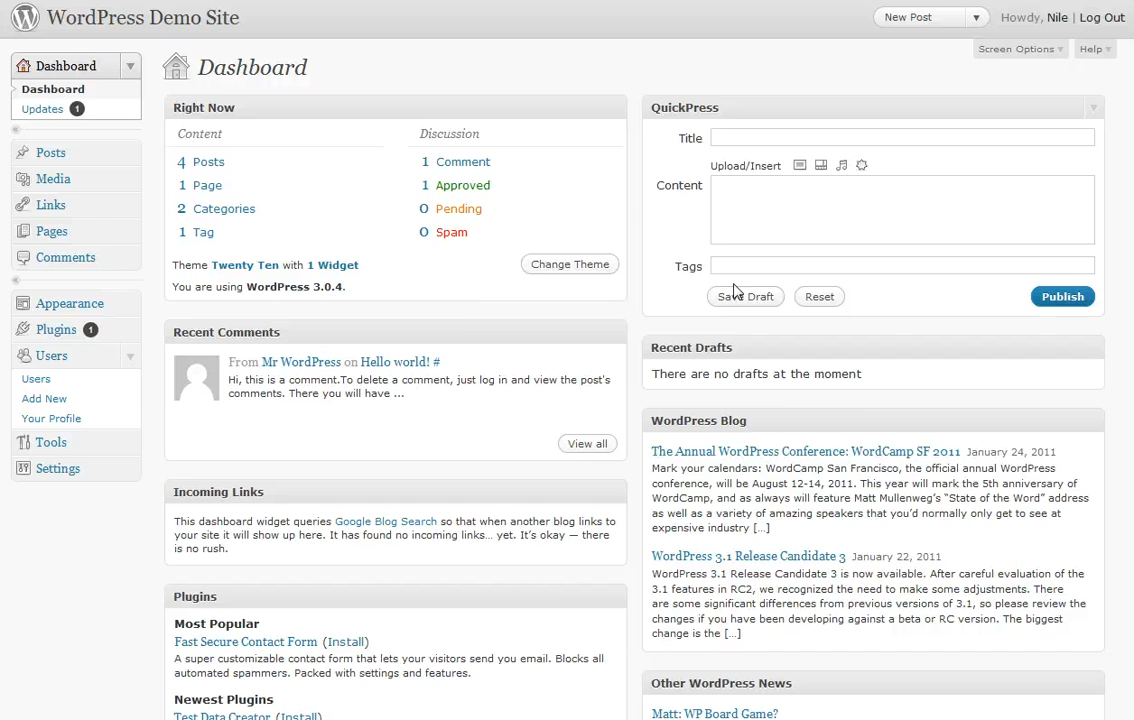 WordPress Demo Site
New Post
Howdy, Nile | Log Out
Screen Options
Help
Dashboard
Dashboard
Updates 1
Posts
Media
Links
Pages
Comments
Appearance
Plugins 1
Users
Users
Add New
Your Profile
Tools
Settings
Dashboard
Right Now
Content
Discussion
4 Posts
1 Comment
1 Page
1 Approved
2 Categories
0 Pending
1 Tag
0 Spam
Theme Twenty Ten with 1 Widget
Change Theme
You are using WordPress 3.0.4.
Recent Comments
From Mr WordPress on Hello world! #
Hi, this is a comment.To delete a comment, just log in and view the post's
comments. There you will have ...
View all
Incoming Links
This dashboard widget queries Google Blog Search so that when another blog links to
your site it will show up here. It has found no incoming links… yet. It's okay — there
is no rush.
Plugins
Most Popular
Fast Secure Contact Form (Install)
A super customizable contact form that lets your visitors send you email. Blocks all
automated spammers. Packed with settings and features.
Newest Plugins
Test Data Creator (Install)
QuickPress
Title
Upload/Insert
Content
Tags
Save Draft
Reset
Publish
Recent Drafts
There are no drafts at the moment
WordPress Blog
The Annual WordPress Conference: WordCamp SF 2011 January 24, 2011
Mark your calendars: WordCamp San Francisco, the official annual WordPress
conference, will be August 12-14, 2011. This year will mark the 5th anniversary of
WordCamp, and as always will feature Matt Mullenweg's "State of the Word" address
as well as a variety of amazing speakers that you'd normally only get to see at
expensive industry […]
WordPress 3.1 Release Candidate 3 January 22, 2011
WordPress 3.1 Release Candidate 3 is now available. After careful evaluation of the
3.1 features in RC2, we recognized the need to make some adjustments. There
are some significant differences from previous versions of 3.1, so please review the
changes if you have been developing against a beta or RC version. The biggest
change is the […]
Other WordPress News
Matt: WP Board Game?